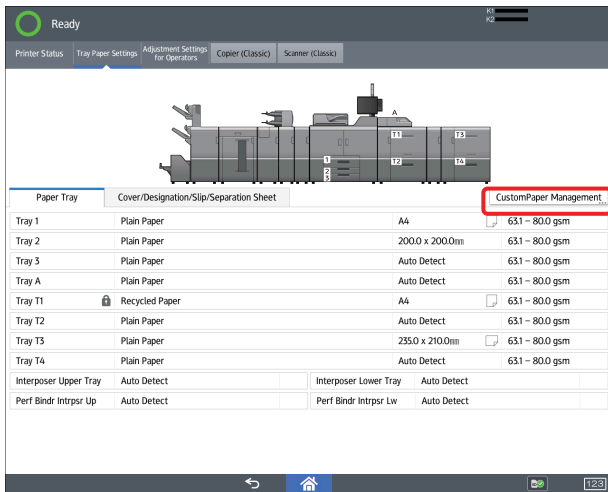 Ready
K1
K2
Printer Status
Tray Paper Settings
Adjustment Settings
for Operators
Copier (Classic)
Scanner (Classic)
A
T1
T3
1
T2
T4
2
3
Paper Tray
Cover/Designation/Slip/Separation Sheet
CustomPaper Management
Tray 1 Plain Paper A4 63.1 – 80.0 gsm
Tray 2 Plain Paper 200.0 x 200.0mm 63.1 – 80.0 gsm
Tray 3 Plain Paper Auto Detect 63.1 – 80.0 gsm
Tray A Plain Paper Auto Detect 63.1 – 80.0 gsm
Tray T1 Recycled Paper A4 63.1 – 80.0 gsm
Tray T2 Plain Paper Auto Detect 63.1 – 80.0 gsm
Tray T3 Plain Paper 235.0 x 210.0mm 63.1 – 80.0 gsm
Tray T4 Plain Paper Auto Detect 63.1 – 80.0 gsm
Interposer Upper Tray Auto Detect Interposer Lower Tray Auto Detect
Perf Bindr Intrpsr Up Auto Detect Perf Bindr Intrpsr Lw Auto Detect
123